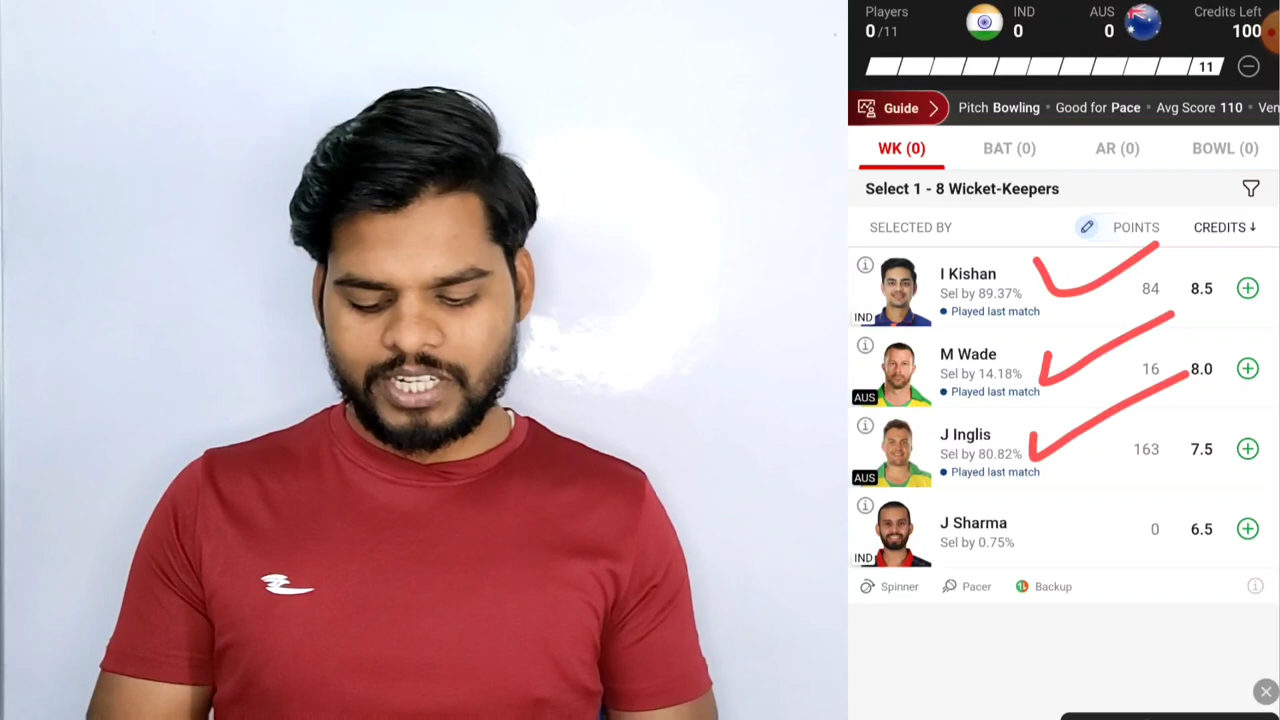 Players IND AUS Credits Left
0/11 0 0 100
11
Guide Pitch Bowling • Good for Pace • Avg Score 110 •
WK (0) BAT (0) AR (0) BOWL (0)
Select 1 - 8 Wicket-Keepers
SELECTED BY POINTS CREDITS↓
I Kishan
Sel by 89.37% 84 8.5
Played last match
IND
M Wade
Sel by 14.18% 16 8.0
Played last match
AUS
J Inglis
Sel by 80.82% 163 7.5
Played last match
AUS
J Sharma
Sel by 0.75% 0 6.5
IND
Spinner Pacer Backup